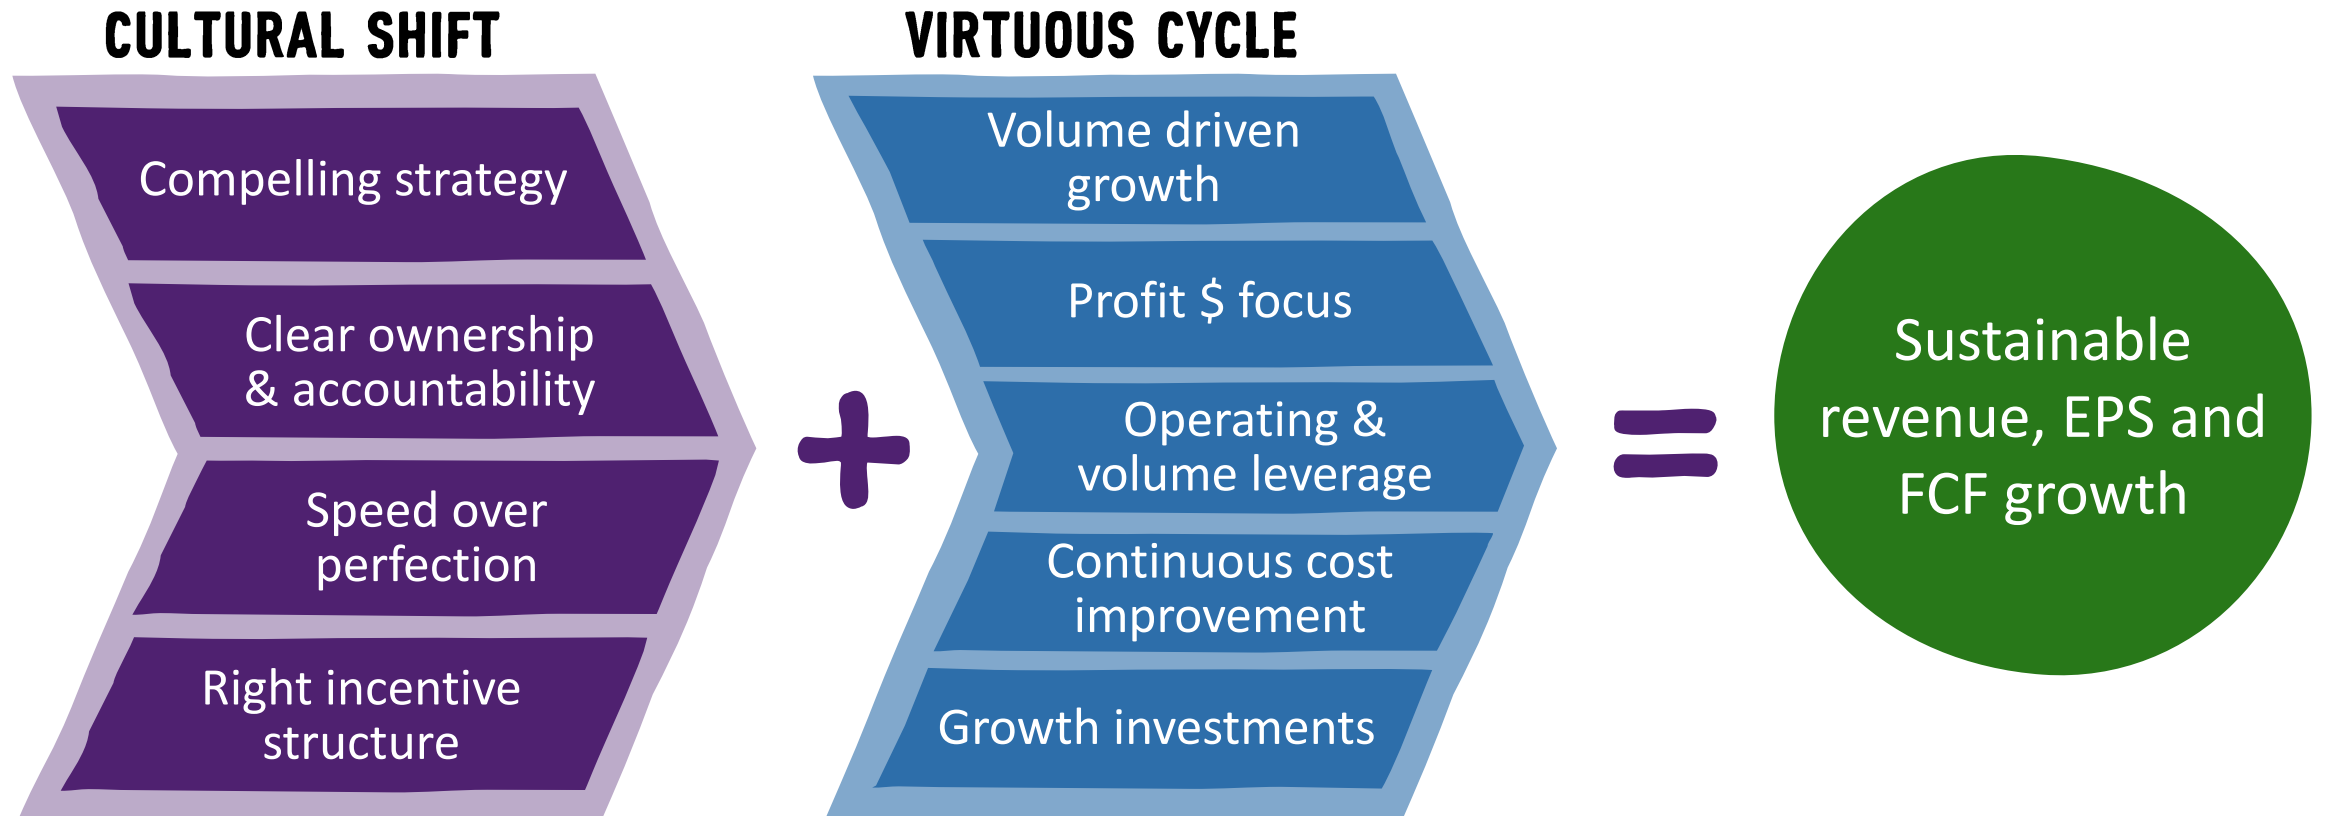 CULTURAL SHIFT
Compelling strategy
Clear ownership
& accountability
Speed over
perfection
Right incentive
structure
+
VIRTUOUS CYCLE
Volume driven
growth
Profit $ focus
Operating &
volume leverage
Continuous cost
improvement
Growth investments
=
Sustainable
revenue, EPS and
FCF growth